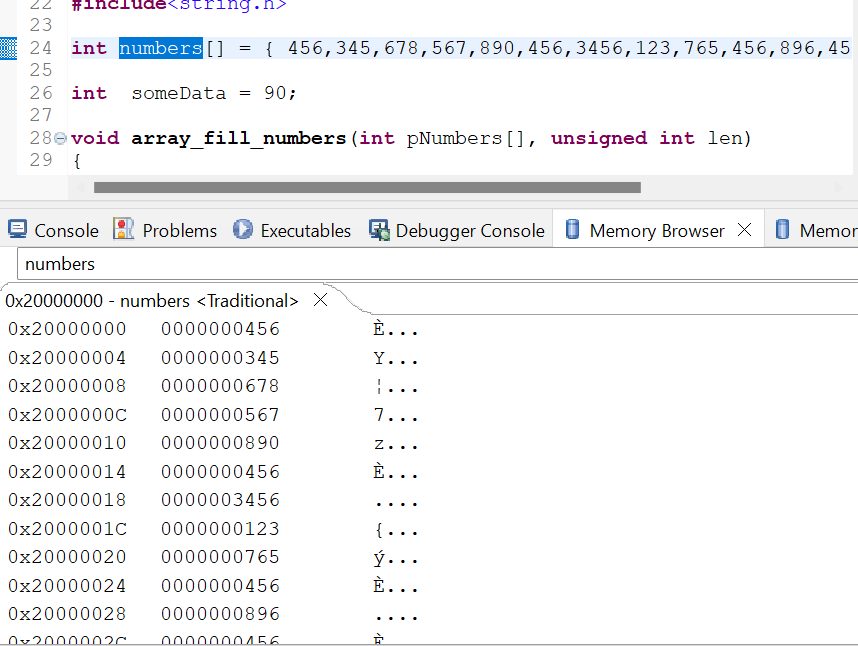 22 #include<string.h>
23
24 int numbers[] = { 456,345,678,567,890,456,3456,123,765,456,896,45
25
26 int  someData = 90;
27
28 void array_fill_numbers(int pNumbers[], unsigned int len)
29 {
Console Problems Executables Debugger Console Memory Browser Memor
numbers
0x20000000 - numbers <Traditional>
0x20000000 0000000456 È...
0x20000004 0000000345 Y...
0x20000008 0000000678 ¦...
0x2000000C 0000000567 7...
0x20000010 0000000890 z...
0x20000014 0000000456 È...
0x20000018 0000003456 ....
0x2000001C 0000000123 {...
0x20000020 0000000765 ý...
0x20000024 0000000456 È...
0x20000028 0000000896 ....
0x2000002C 0000000456 È